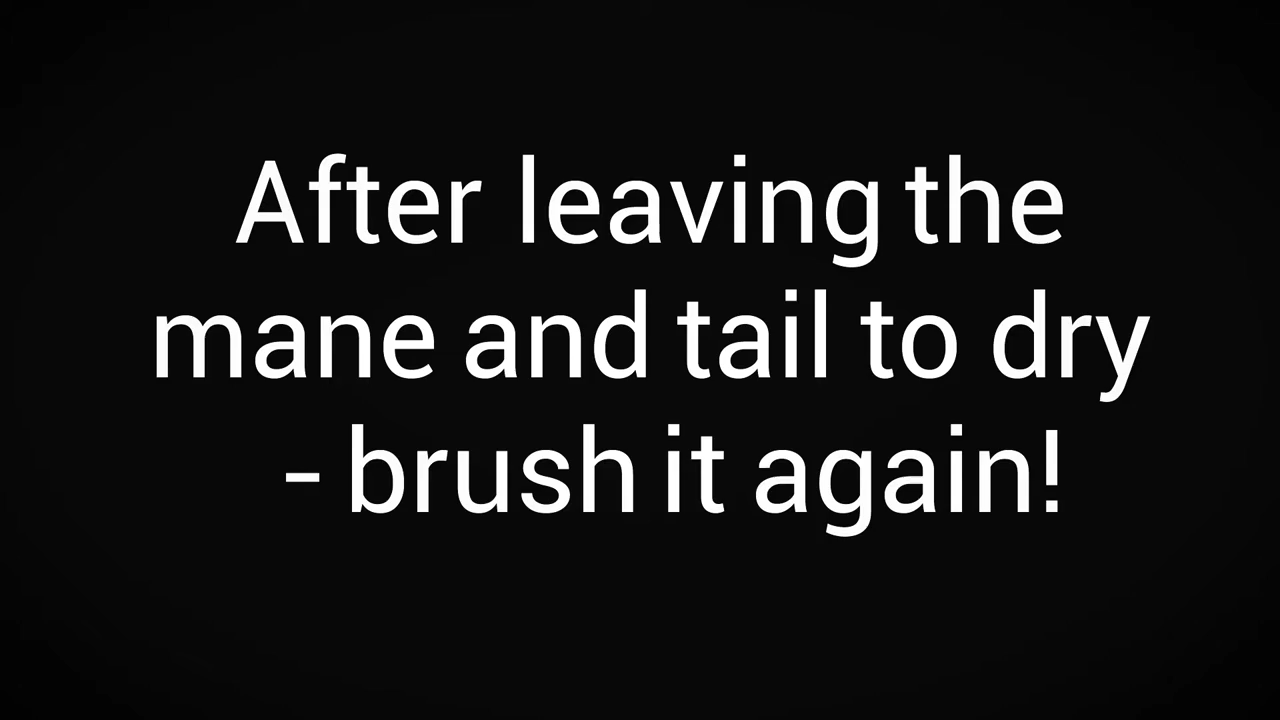 After leaving the
mane and tail to dry
- brush it again!